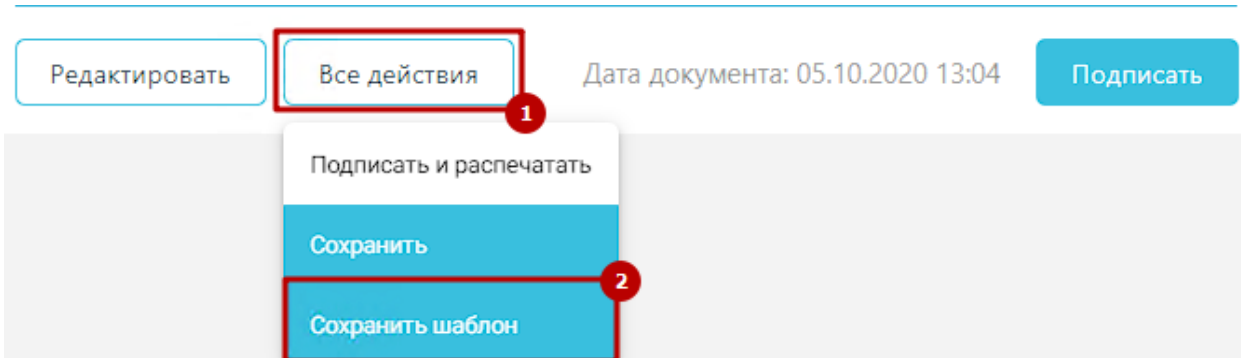 Редактировать Все действия Дата документа: 05.10.2020 13:04 Подписать
1
Подписать и распечатать
Сохранить
2
Сохранить шаблон